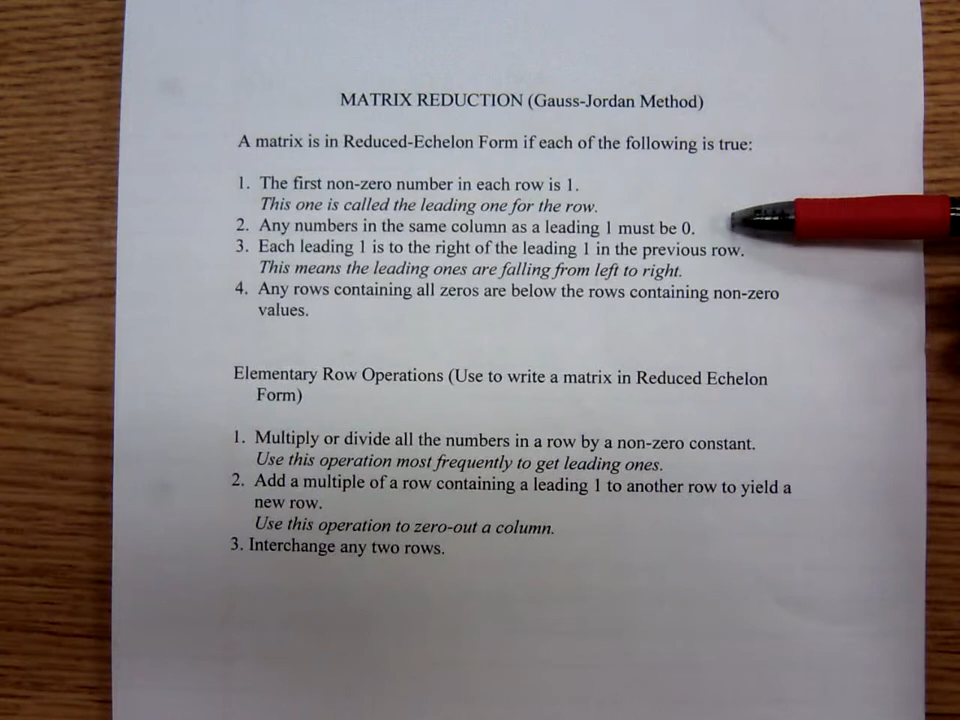 MATRIX REDUCTION (Gauss-Jordan Method)
A matrix is in Reduced-Echelon Form if each of the following is true:
1. The first non-zero number in each row is 1.
This one is called the leading one for the row.
2. Any numbers in the same column as a leading 1 must be 0.
3. Each leading 1 is to the right of the leading 1 in the previous row.
This means the leading ones are falling from left to right.
4. Any rows containing all zeros are below the rows containing non-zero
values.
Elementary Row Operations (Use to write a matrix in Reduced Echelon
Form)
1. Multiply or divide all the numbers in a row by a non-zero constant.
Use this operation most frequently to get leading ones.
2. Add a multiple of a row containing a leading 1 to another row to yield a
new row.
Use this operation to zero-out a column.
3. Interchange any two rows.